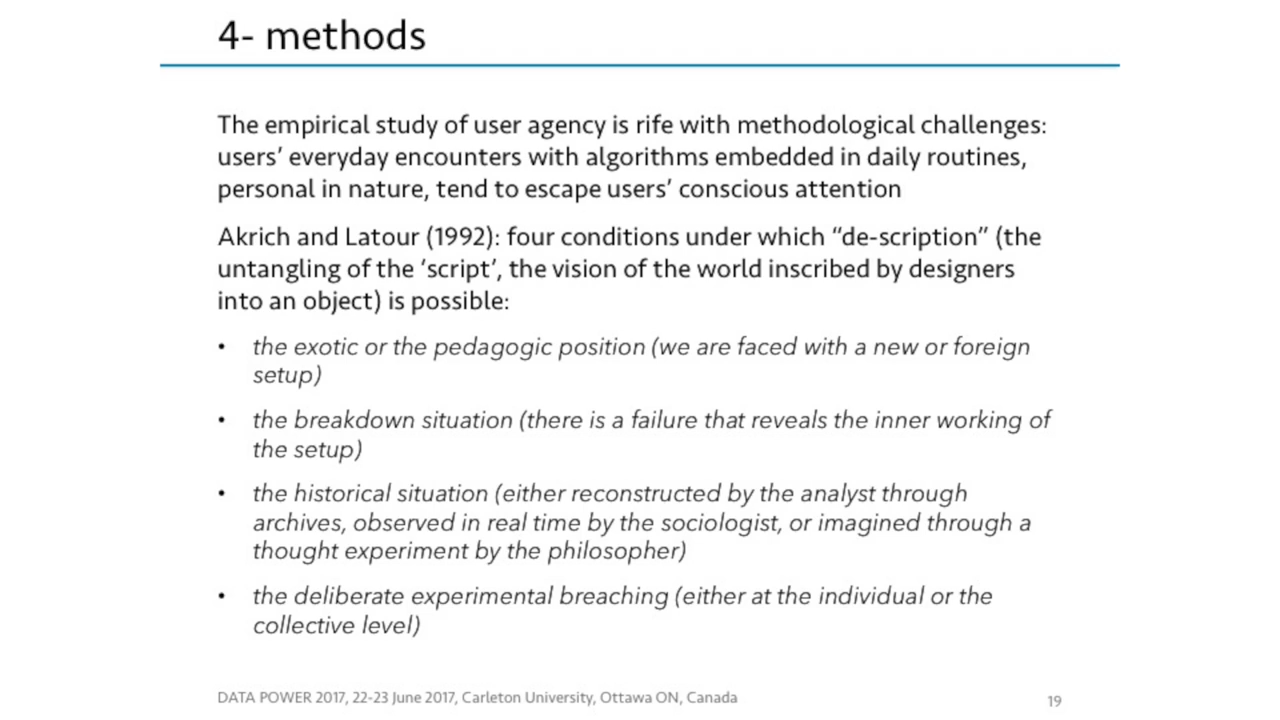 4- methods
The empirical study of user agency is rife with methodological challenges:
users’ everyday encounters with algorithms embedded in daily routines,
personal in nature, tend to escape users’ conscious attention
Akrich and Latour (1992): four conditions under which “de-scription” (the
untangling of the ‘script’, the vision of the world inscribed by designers
into an object) is possible:
• the exotic or the pedagogic position (we are faced with a new or foreign
setup)
• the breakdown situation (there is a failure that reveals the inner working of
the setup)
• the historical situation (either reconstructed by the analyst through
archives, observed in real time by the sociologist, or imagined through a
thought experiment by the philosopher)
• the deliberate experimental breaching (either at the individual or the
collective level)
DATA POWER 2017, 22-23 June 2017, Carleton University, Ottawa ON, Canada
19